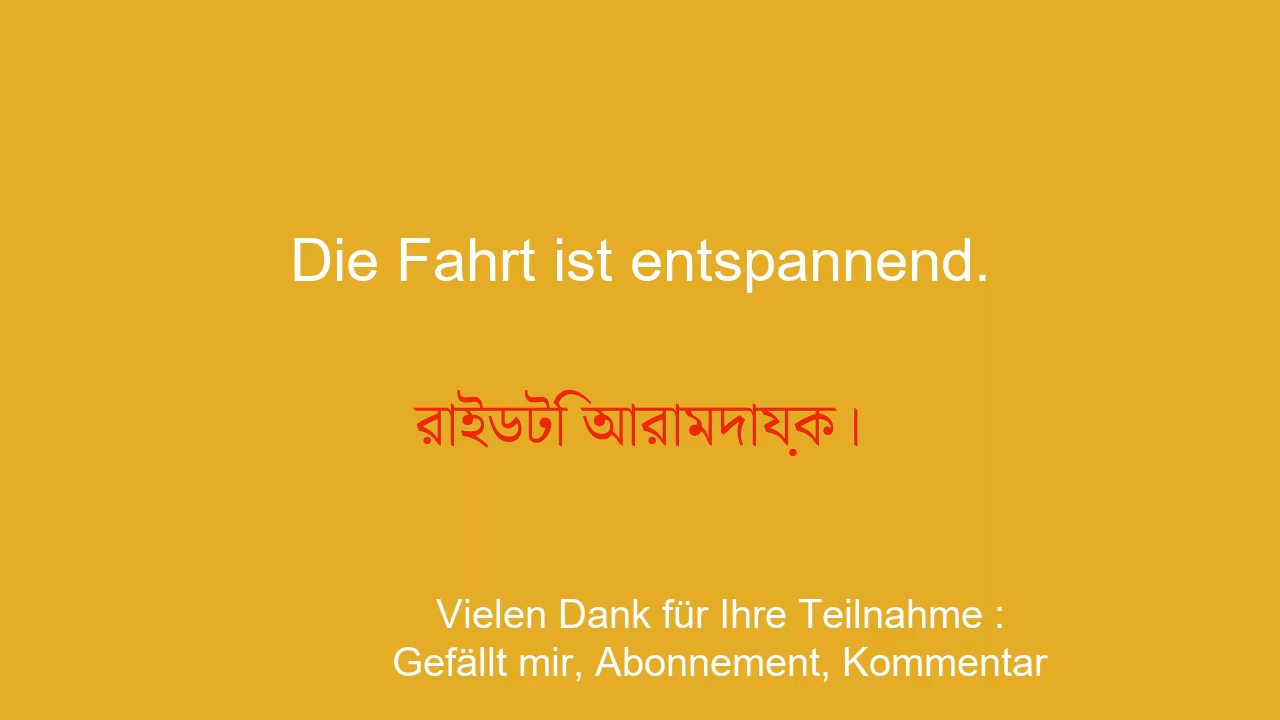 Die Fahrt ist entspannend.
রাইডটি আরামদায়ক।
Vielen Dank für Ihre Teilnahme :
Gefällt mir, Abonnement, Kommentar